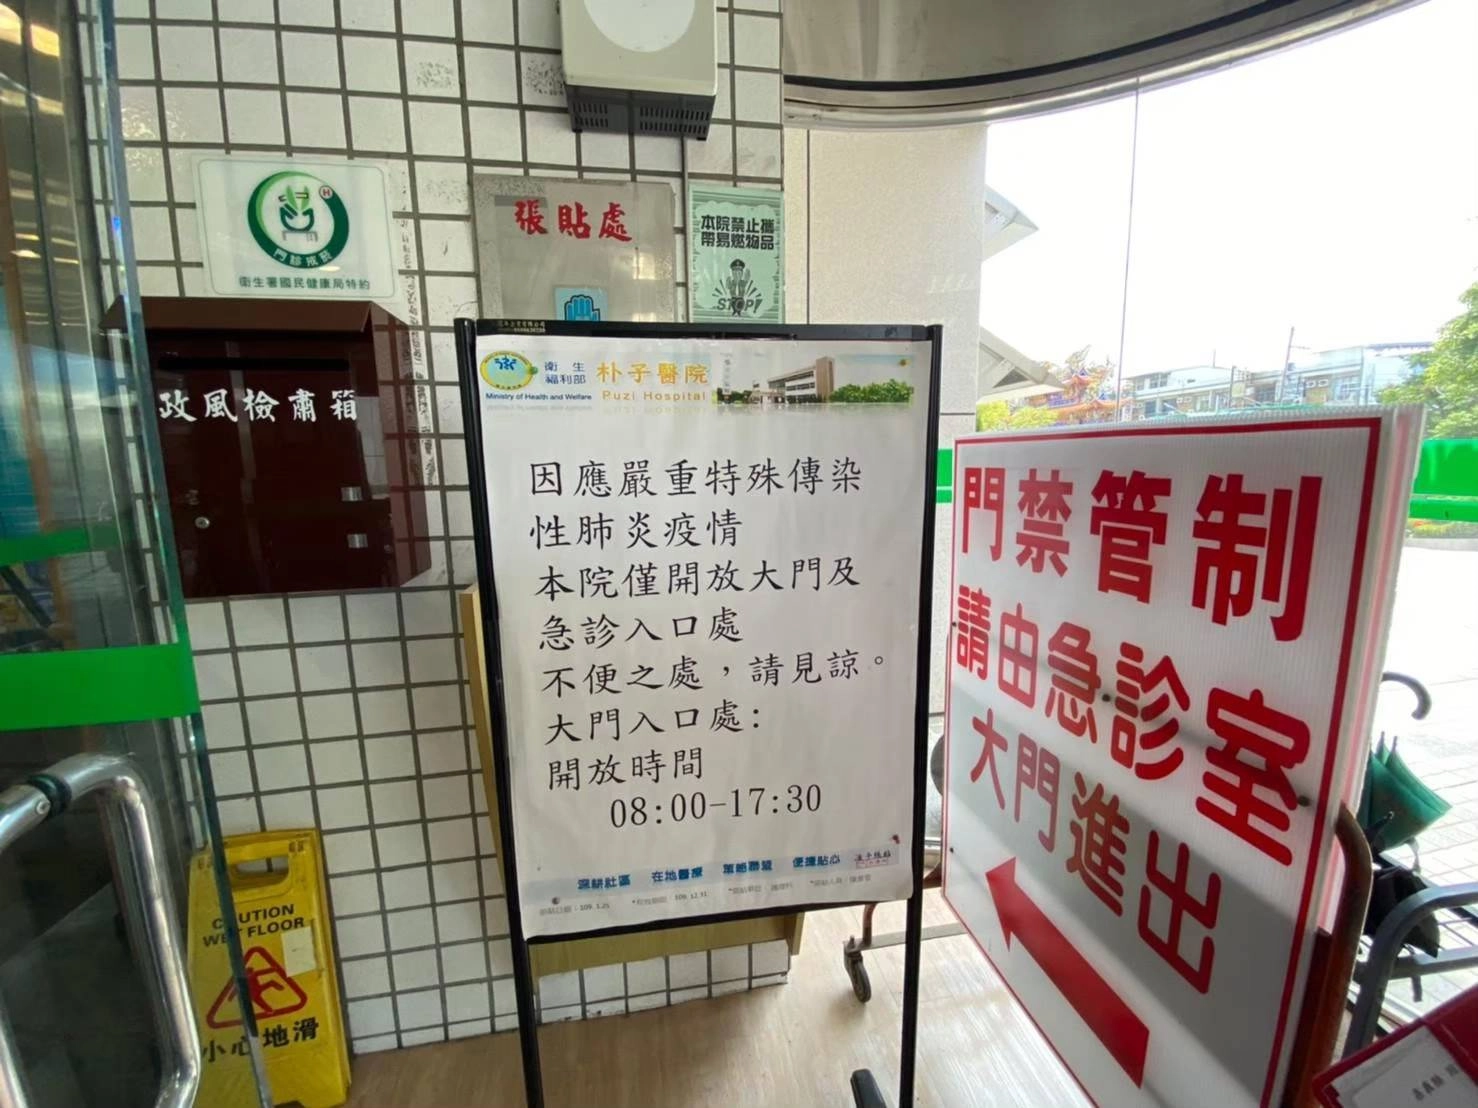 門診戒菸
衛生署國民健康局特約
張貼處
本院禁止攜
帶易燃物品
STOP!
政風檢肅箱
衛生
福利部
朴子醫院
Ministry of Health and Welfare
Puzi Hospital
因應嚴重特殊傳染
性肺炎疫情
本院僅開放大門及
急診入口處
不便之處，請見諒。
大門入口處：
開放時間
08:00-17:30
深耕社區 在地醫療 策略聯盟 便捷貼心
門禁管制
請由急診室
大門進出
CAUTION
WET FLOOR
小心地滑